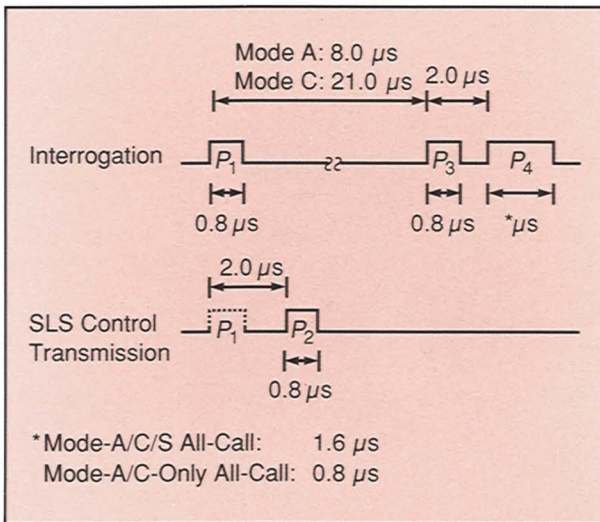 Mode A: 8.0 µs
Mode C: 21.0 µs
2.0 µs
Interrogation
P1
P3
P4
0.8 µs
0.8 µs
*µs
2.0 µs
SLS Control
Transmission
P1
P2
0.8 µs
*Mode-A/C/S All-Call: 1.6 µs
Mode-A/C-Only All-Call: 0.8 µs